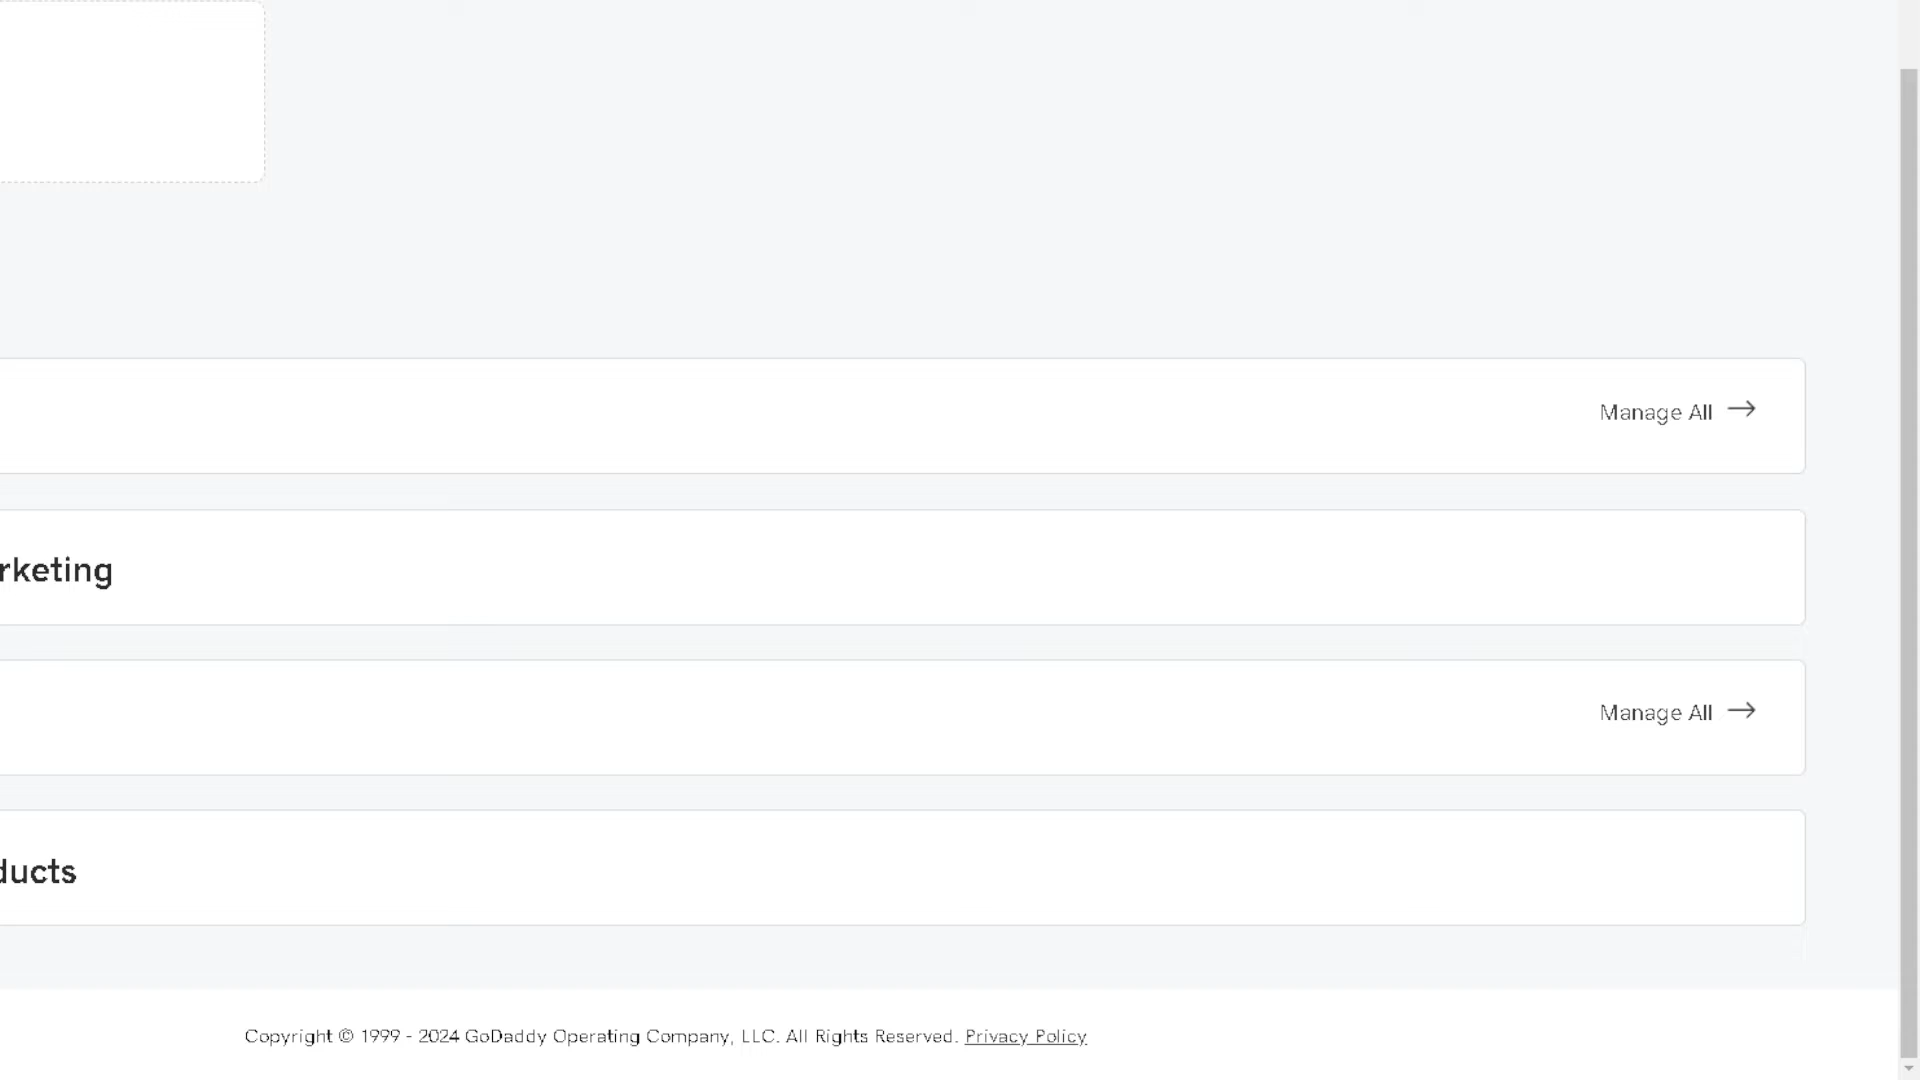 Manage All
rketing
Manage All
ducts
Copyright © 1999 - 2024 GoDaddy Operating Company, LLC. All Rights Reserved. Privacy Policy